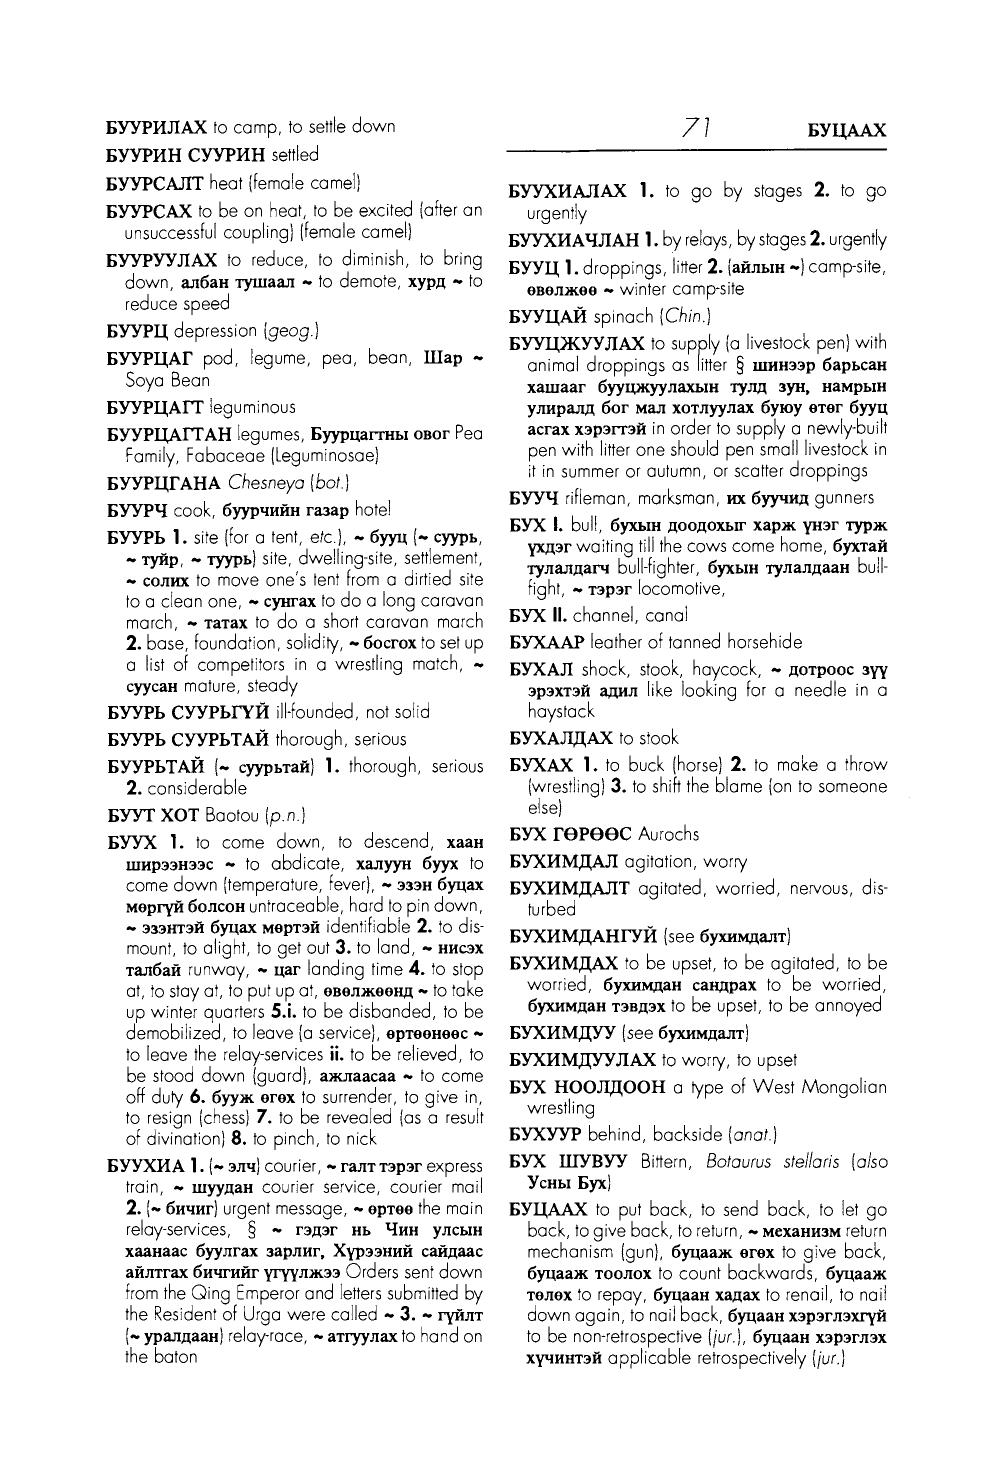 БУУРИЛАХ to camp, to settle down
БУУРИН СУУРИН settled
БУУРСАЛТ heat (female camel)
БУУРСАХ to be on heat, to be excited (after an
unsuccessful coupling) (female camel)
БУУРУУЛАХ to reduce, to diminish, to bring
down, албан тушаал ~ to demote, хурд ~ to
reduce speed
БУУРЦ depression (geog.)
БУУРЦАГ pod, legume, pea, bean, Шар ~
Soya Bean
БУУРЦАГТ leguminous
БУУРЦАГТАН legumes, Буурцагтны овог Pea
Family, Fabaceae (Leguminosae)
БУУРЦГАНА Chesneya (bot.)
БУУРЧ cook, буурчийн газар hotel
БУУРЬ 1. site (for a tent, etc.), ~ бууц (~ суурь,
~ туйр, ~ туурь) site, dwelling-site, settlement,
~ солих to move one's tent from a dirtied site
to a clean one, ~ сунгах to do a long caravan
march, ~ татах to do a short caravan march
2. base, foundation, solidity, ~ босгох to set up
a list of competitors in a wrestling match, ~
суусан mature, steady
БУУРЬ СУУРЬГҮЙ ill-founded, not solid
БУУРЬ СУУРЬТАЙ thorough, serious
БУУРЬТАЙ (~ суурьтай) 1. thorough, serious
2. considerable
БУУТ ХОТ Baotou (p.n.)
БУУХ 1. to come down, to descend, хаан
ширээнээс ~ to abdicate, халуун буух to
come down (temperature, fever), ~ эзэн буцах
мөргүй болсон untraceable, hard to pin down,
~ эзэнтэй буцах мөртэй identifiable 2. to dis-
mount, to alight, to get out 3. to land, ~ нисэх
талбай runway, ~ цаг landing time 4. to stop
at, to stay at, to put up at, өвөлжөөнд ~ to take
up winter quarters 5.i. to be disbanded, to be
demobilized, to leave (a service), өртөөнөөс ~
to leave the relay-services ii. to be relieved, to
be stood down (guard), ажлаасаа ~ to come
off duty 6. бууж өгөх to surrender, to give in,
to resign (chess) 7. to be revealed (as a result
of divination) 8. to pinch, to nick
БУУХИА 1. (~ элч) courier, ~ галт тэрэг express
train, ~ шуудан courier service, courier mail
2. (~ бичиг) urgent message, ~ өртөө the main
relay-services, § ~ гэдэг нь Чин улсын
хаанаас буулгах зарлиг, Хүрээний сайдаас
айлтгах бичгийг үгүүлжээ Orders sent down
from the Qing Emperor and letters submitted by
the Resident of Urga were called ~ 3. ~ гүйлт
(~ уралдаан) relay-race, ~ атгуулах to hand on
the baton
71 БУЦААХ
БУУХИАЛАХ 1. to go by stages 2. to go
urgently
БУУХИАЧЛАН 1. by relays, by stages 2. urgently
БУУЦ 1. droppings, litter 2. (айлын ~) camp-site,
өвөлжөө ~ winter camp-site
БУУЦАЙ spinach (Chin.)
БУУЦЖУУЛАХ to supply (a livestock pen) with
animal droppings as litter § шинээр барьсан
хашааг бууцжуулахын тулд зун, намрын
улиралд бог мал хотлуулах буюу өтөг бууц
асгах хэрэгтэй in order to supply a newly-built
pen with litter one should pen small livestock in
it in summer or autumn, or scatter droppings
БУУЧ rifleman, marksman, их буучид gunners
БУХ I. bull, бухын доодохыг харж үнэг турж
үхдэг waiting till the cows come home, бухтай
тулалдагч bull-fighter, бухын тулалдаан bull-
fight, ~ тэрэг locomotive,
БУХ II. channel, canal
БУХААР leather of tanned horsehide
БУХАЛ shock, stook, haycock, ~ дотроос зүү
эрэхтэй адил like looking for a needle in a
haystack
БУХАЛДАХ to stook
БУХАХ 1. to buck (horse) 2. to make a throw
(wrestling) 3. to shift the blame (on to someone
else)
БУХ ГӨРӨӨС Aurochs
БУХИМДАЛ agitation, worry
БУХИМДАЛТ agitated, worried, nervous, dis-
turbed
БУХИМДАНГУЙ (see бухимдалт)
БУХИМДАХ to be upset, to be agitated, to be
worried, бухимдан сандрах to be worried,
бухимдан тэвдэх to be upset, to be annoyed
БУХИМДУУ (see бухимдалт)
БУХИМДУУЛАХ to worry, to upset
БУХ НООЛДООН a type of West Mongolian
wrestling
БУХУУР behind, backside (anat.)
БУХ ШУВУУ Bittern, Botaurus stellaris (also
Усны Бух)
БУЦААХ to put back, to send back, to let go
back, to give back, to return, ~ механизм return
mechanism (gun), буцааж өгөх to give back,
буцааж тоолох to count backwards, буцааж
төлөх to repay, буцаан хадах to renail, to nail
down again, to nail back, буцаан хэрэглэхгүй
to be non-retrospective (jur.), буцаан хэрэглэх
хүчинтэй applicable retrospectively (jur.)